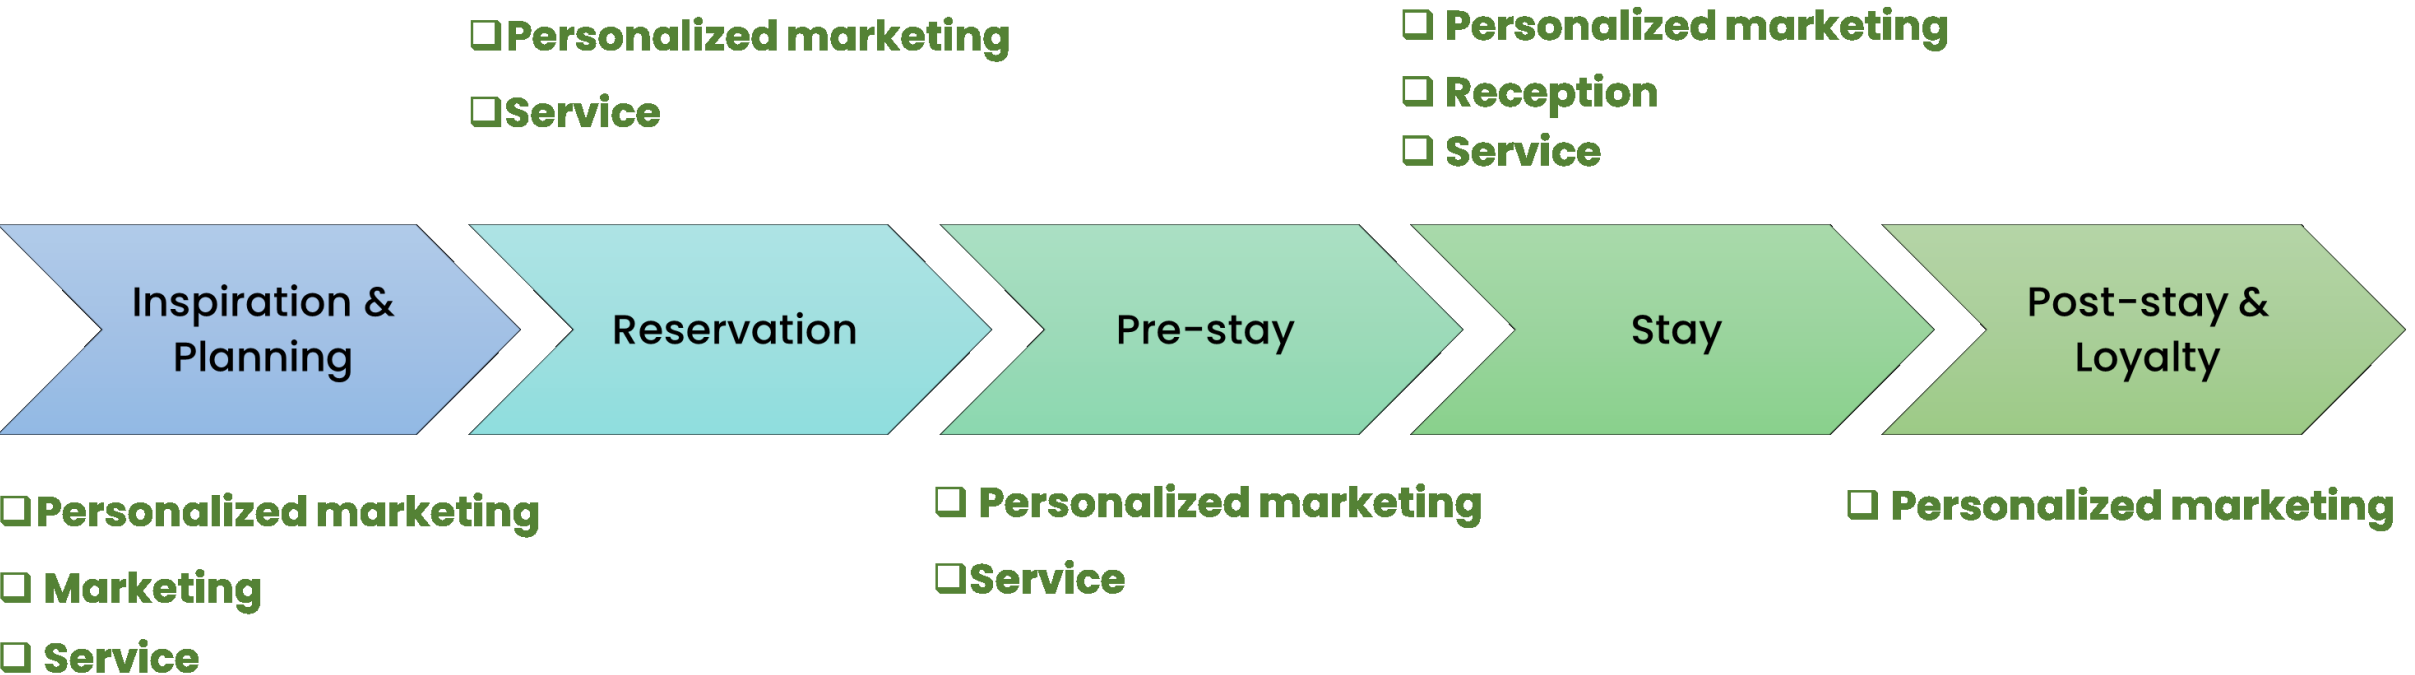 Personalized marketing
Service
Personalized marketing
Reception
Service
Inspiration &
Planning
Reservation
Pre-stay
Stay
Post-stay &
Loyalty
Personalized marketing
Marketing
Service
Personalized marketing
Service
Personalized marketing